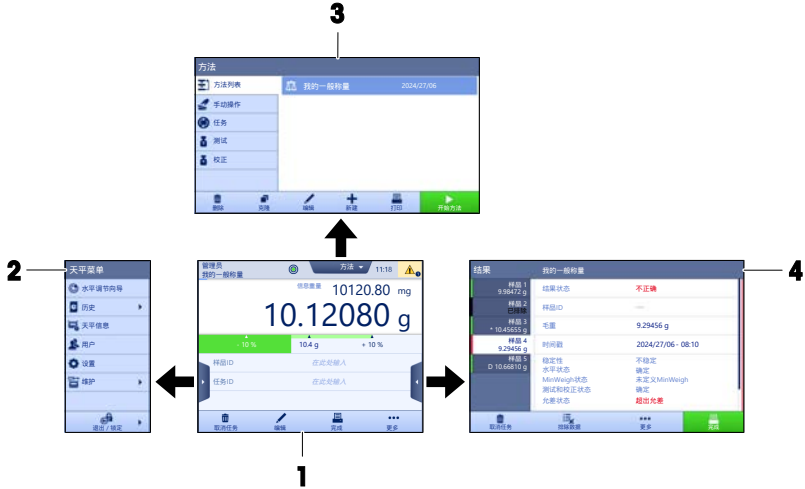 3
方法
方法列表
手动操作
任务
测试
校正
我的一般称量 2024/27/06
删除 克隆 编辑 新建 打印 开始方法
2
天平菜单
水平调节向导
历史
天平信息
用户
设置
维护
退出 / 锁定
管理员
我的一般称量
方法
11:18
信息重量 10120.80 mg
10.12080 g
- 10 % 10.4 g + 10 %
样品ID 在此处输入
任务ID 在此处输入
取消任务 编辑 完成 更多
1
4
结果 我的一般称量
样品 1
9.98472 g
样品 2
已排除
样品 3
* 10.45655 g
样品 4
9.29456 g
样品 5
D 10.66810 g
结果状态 不正确
样品ID —
毛重 9.29456 g
时间戳 2024/27/06 - 08:10
稳定性 不稳定
水平状态 确定
MinWeigh状态 未定义MinWeigh
测试和校正状态 确定
允差状态 超出允差
取消任务 排除数据 更多 完成